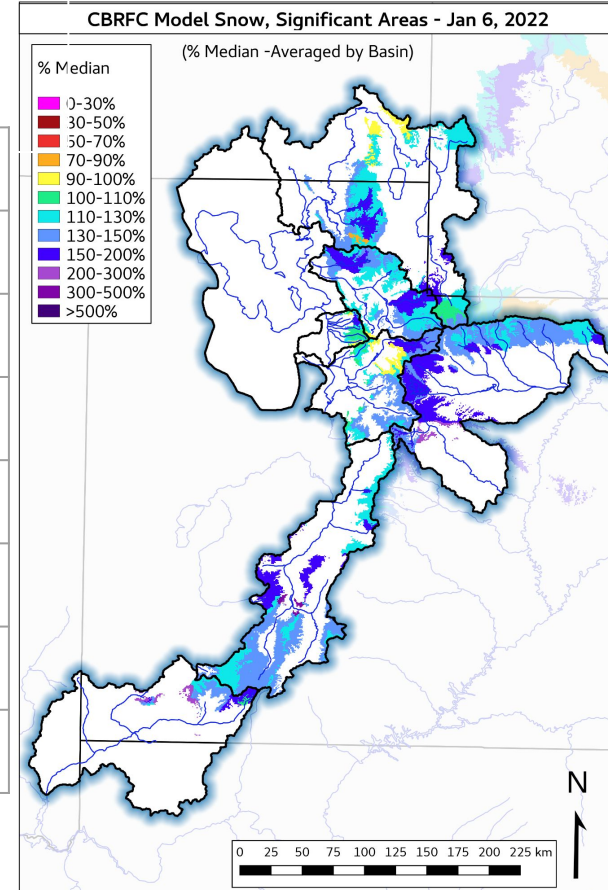 CBRFC Model Snow, Significant Areas - Jan 6, 2022
(% Median -Averaged by Basin)
% Median
0-30%
30-50%
50-70%
70-90%
90-100%
100-110%
110-130%
130-150%
150-200%
200-300%
300-500%
>500%
N
0 25 50 75 100 125 150 175 200 225 km